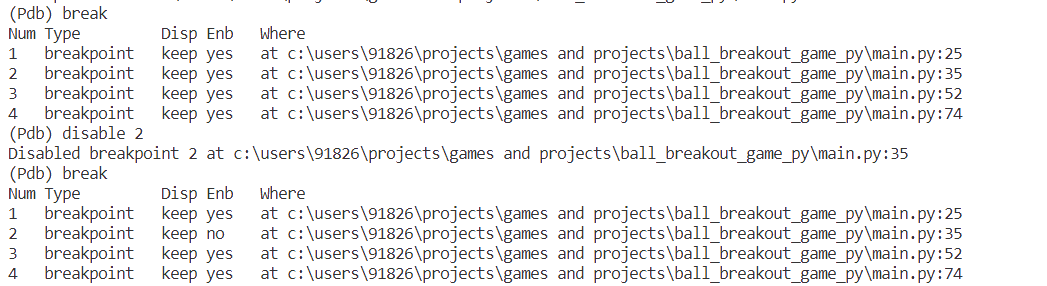 (Pdb) break
Num Type         Disp Enb   Where
1   breakpoint   keep yes   at c:\users\91826\projects\games and projects\ball_breakout_game_py\main.py:25
2   breakpoint   keep yes   at c:\users\91826\projects\games and projects\ball_breakout_game_py\main.py:35
3   breakpoint   keep yes   at c:\users\91826\projects\games and projects\ball_breakout_game_py\main.py:52
4   breakpoint   keep yes   at c:\users\91826\projects\games and projects\ball_breakout_game_py\main.py:74
(Pdb) disable 2
Disabled breakpoint 2 at c:\users\91826\projects\games and projects\ball_breakout_game_py\main.py:35
(Pdb) break
Num Type         Disp Enb   Where
1   breakpoint   keep yes   at c:\users\91826\projects\games and projects\ball_breakout_game_py\main.py:25
2   breakpoint   keep no    at c:\users\91826\projects\games and projects\ball_breakout_game_py\main.py:35
3   breakpoint   keep yes   at c:\users\91826\projects\games and projects\ball_breakout_game_py\main.py:52
4   breakpoint   keep yes   at c:\users\91826\projects\games and projects\ball_breakout_game_py\main.py:74